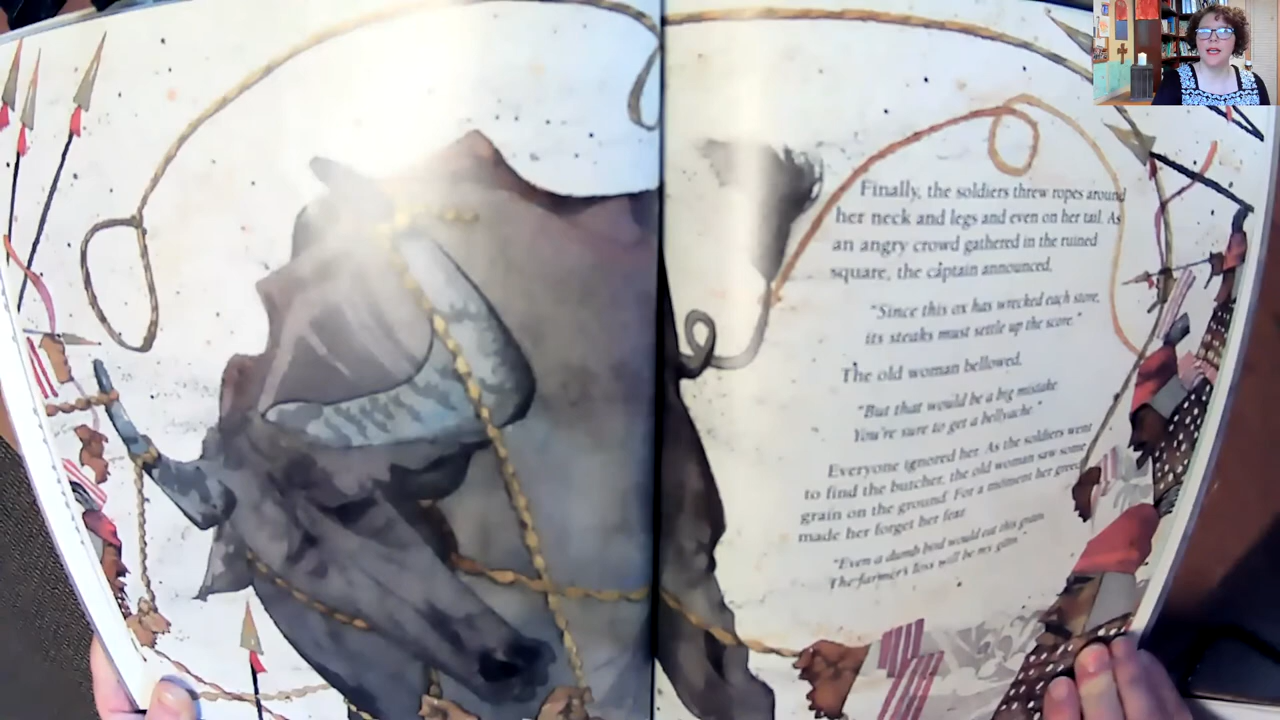 Finally, the soldiers threw ropes around
her neck and legs and even on her tail. As
an angry crowd gathered in the ruined
square, the captain announced,
"Since this ox has wrecked each store,
its steaks must settle up the score."
The old woman bellowed,
"But that would be a big mistake
You're sure to get a bellyache."
Everyone ignored her. As the soldiers went
to find the butcher, the old woman saw some
grain on the ground. For a moment her greed
made her forget her fear.
"Even a dumb bird would eat this grain.
The farmer's loss will be my gain."